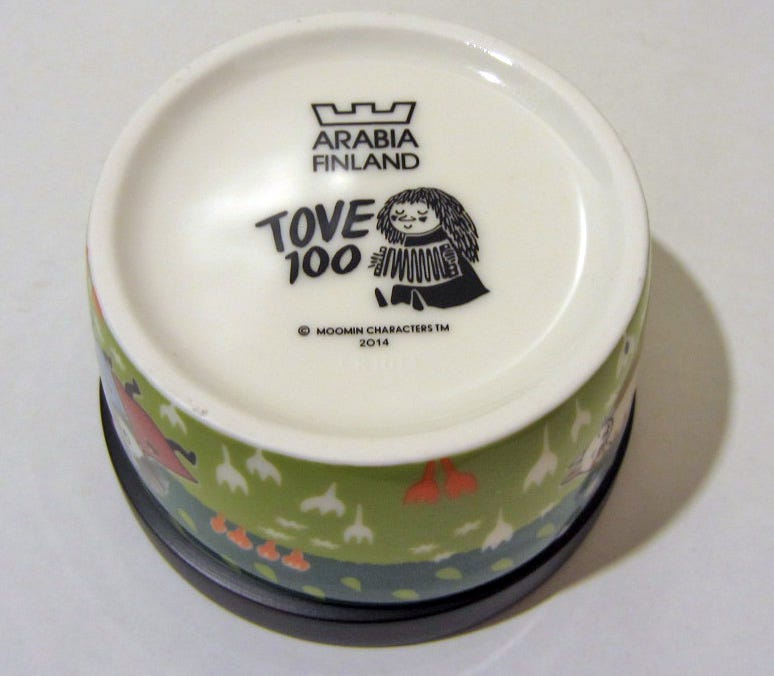 ARABIA
FINLAND
TOVE
100
© MOOMIN CHARACTERS TM
2014